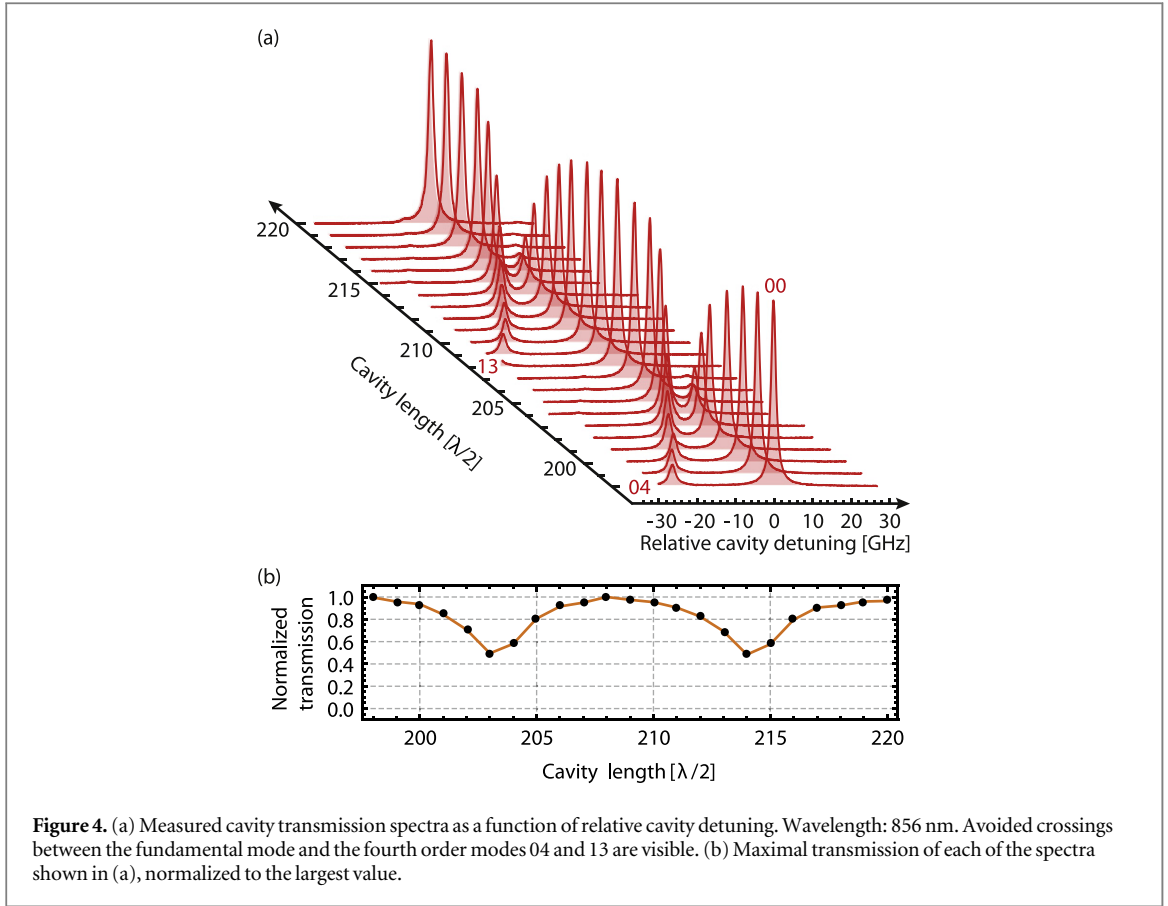 (a)
00
220
215
210
13
205
200
04
Cavity length [λ/2]
-30 -20 -10 0 10 20 30
Relative cavity detuning [GHz]
(b)
Normalized
transmission
1.0
0.8
0.6
0.4
0.2
0.0
200 205 210 215 220
Cavity length [λ/2]
Figure 4. (a) Measured cavity transmission spectra as a function of relative cavity detuning. Wavelength: 856 nm. Avoided crossings
between the fundamental mode and the fourth order modes 04 and 13 are visible. (b) Maximal transmission of each of the spectra
shown in (a), normalized to the largest value.